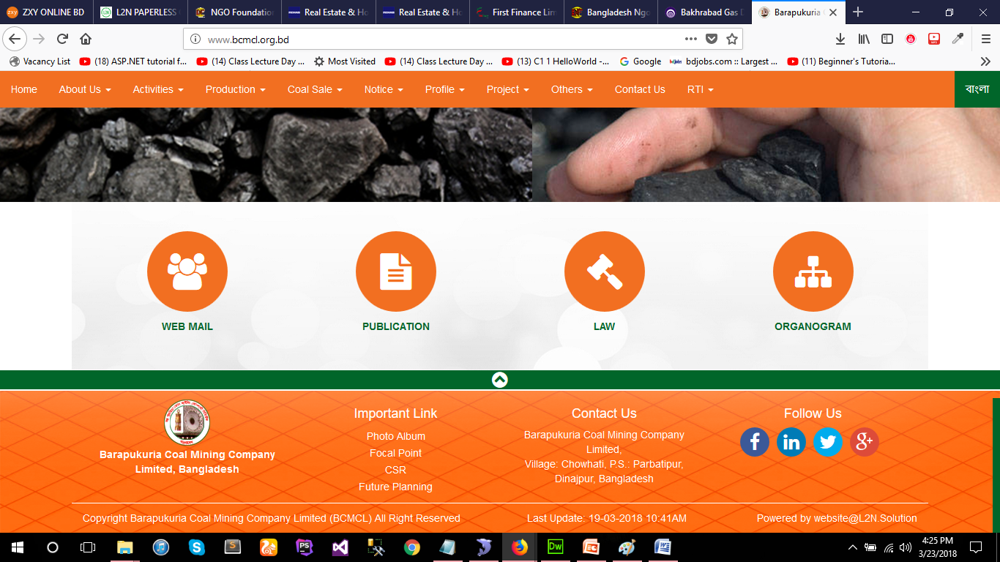 ZXY ONLINE BD
L2N PAPERLESS
NGO Foundation
Real Estate & Ho
Real Estate & Ho
First Finance Lim
Bangladesh Ngo
Bakhrabad Gas D
Barapukuria
www.bcmcl.org.bd
Vacancy List
(18) ASP.NET tutorial f...
(14) Class Lecture Day ...
Most Visited
(14) Class Lecture Day ...
(13) C1 1 HelloWorld -...
Google
bdjobs.com :: Largest ...
(11) Beginner's Tutoria...
Home
About Us
Activities
Production
Coal Sale
Notice
Profile
Project
Others
Contact Us
RTI
বাংলা
WEB MAIL
PUBLICATION
LAW
ORGANOGRAM
Barapukuria Coal Mining Company
Limited, Bangladesh
Important Link
Photo Album
Focal Point
CSR
Future Planning
Contact Us
Barapukuria Coal Mining Company
Limited,
Village: Chowhati, P.S.: Parbatipur,
Dinajpur, Bangladesh
Follow Us
Copyright Barapukuria Coal Mining Company Limited (BCMCL) All Right Reserved
Last Update: 19-03-2018 10:41AM
Powered by website@L2N.Solution
4:25 PM
3/23/2018